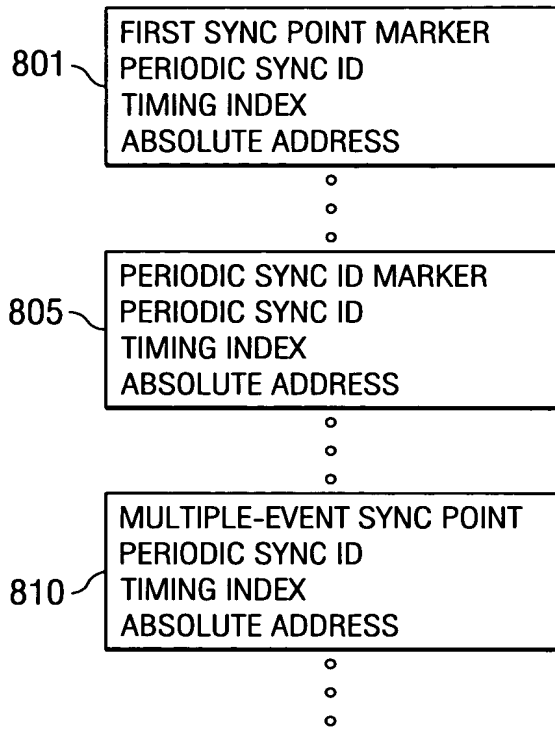 801
FIRST SYNC POINT MARKER
PERIODIC SYNC ID
TIMING INDEX
ABSOLUTE ADDRESS
805
PERIODIC SYNC ID MARKER
PERIODIC SYNC ID
TIMING INDEX
ABSOLUTE ADDRESS
810
MULTIPLE-EVENT SYNC POINT
PERIODIC SYNC ID
TIMING INDEX
ABSOLUTE ADDRESS